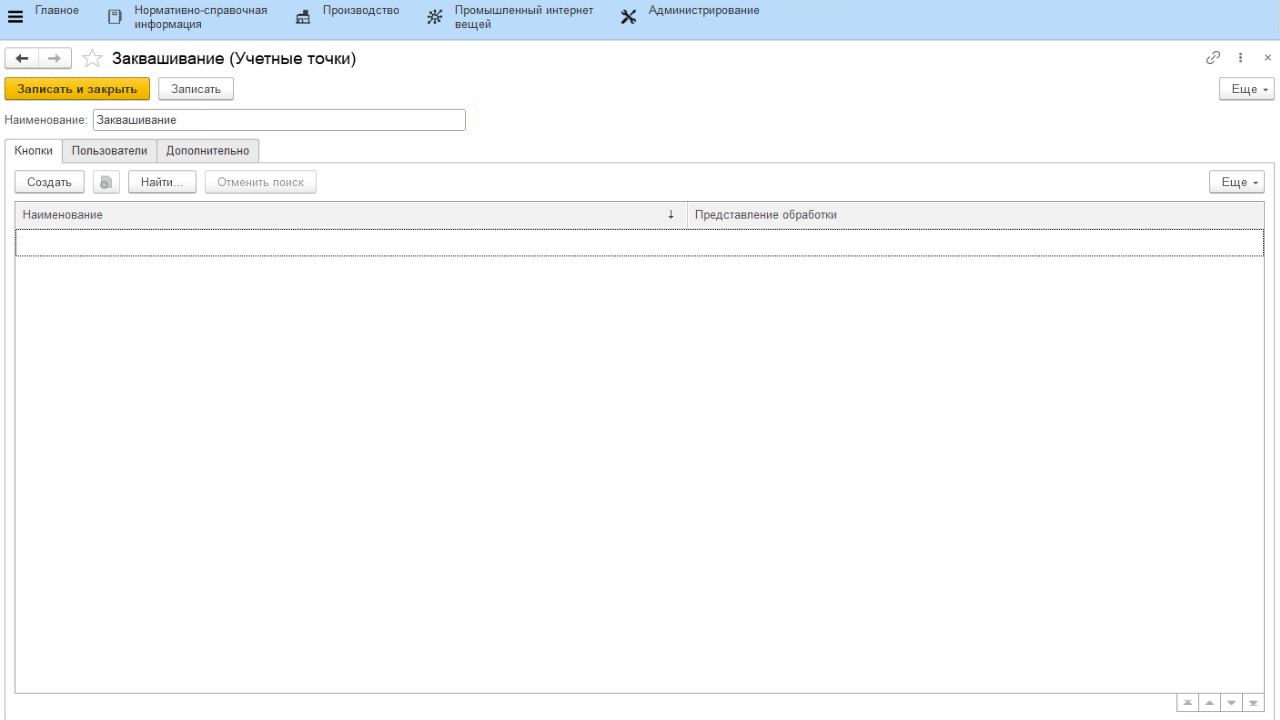 Главное
Нормативно-справочная
информация
Производство
Промышленный интернет
вещей
Администрирование
Заквашивание (Учетные точки)
Записать и закрыть
Записать
Еще
Наименование:
Заквашивание
Кнопки
Пользователи
Дополнительно
Создать
Найти...
Отменить поиск
Еще
Наименование
Представление обработки